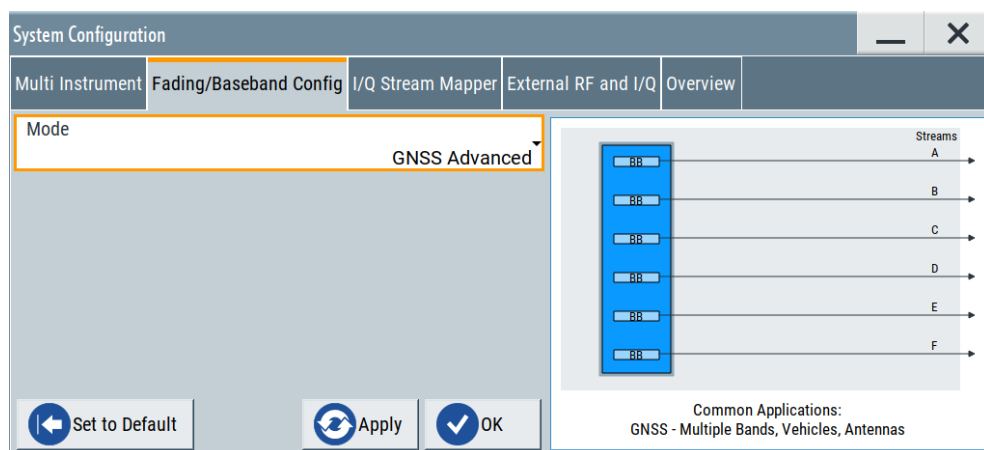 System Configuration
Multi Instrument Fading/Baseband Config I/Q Stream Mapper External RF and I/Q Overview
Mode
GNSS Advanced
Streams
BB A
BB B
BB C
BB D
BB E
BB F
Set to Default Apply OK
Common Applications:
GNSS - Multiple Bands, Vehicles, Antennas